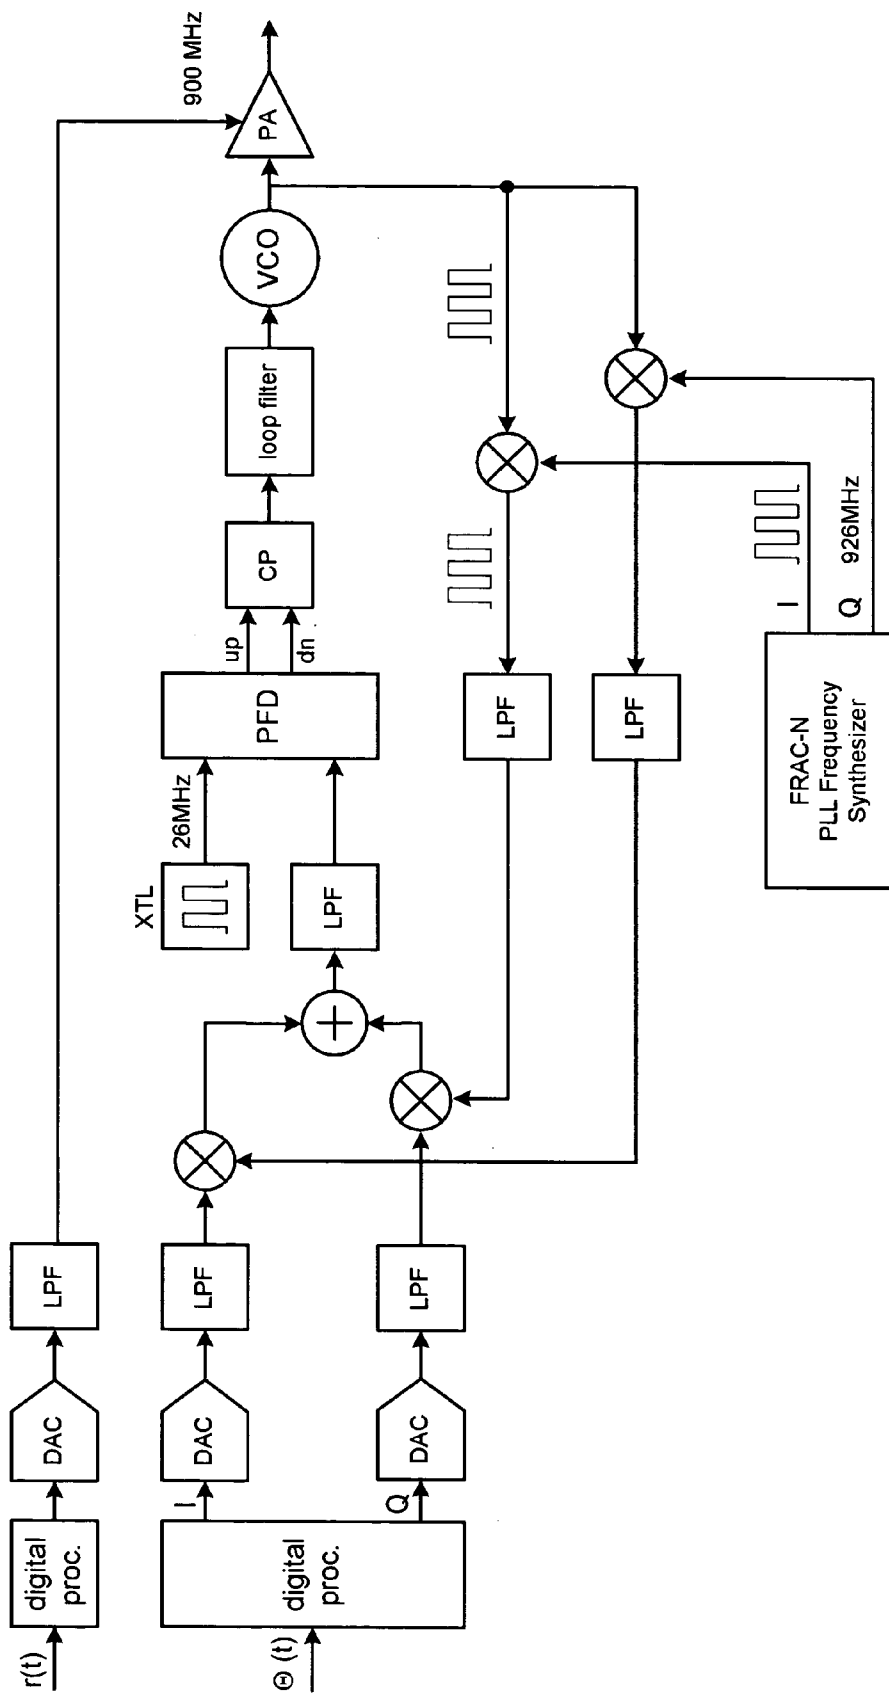 r(t)
digital
proc.
DAC
LPF
900 MHz
PA
Θ (t)
digital
proc.
I
DAC
LPF
Q
DAC
LPF
XTL
26MHz
LPF
PFD
up
dn
CP
loop filter
VCO
LPF
LPF
I
Q
926MHz
FRAC-N
PLL Frequency
Synthesizer